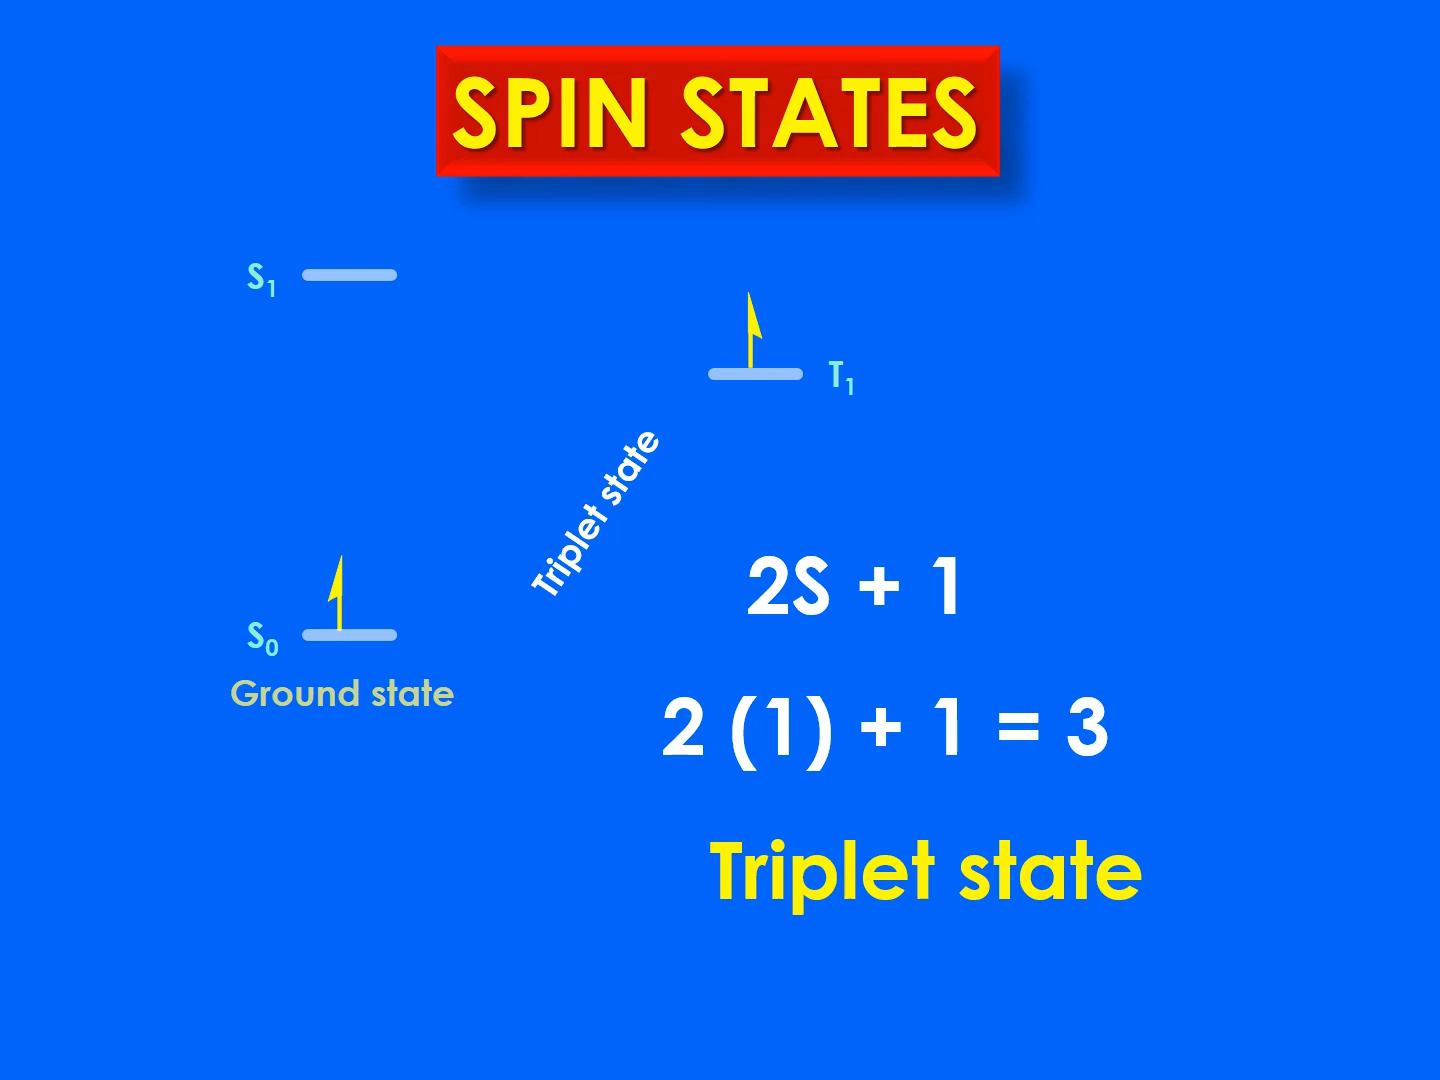 SPIN STATES
S₁
T₁
Triplet state
2S + 1
S₀
Ground state
2 (1) + 1 = 3
Triplet state